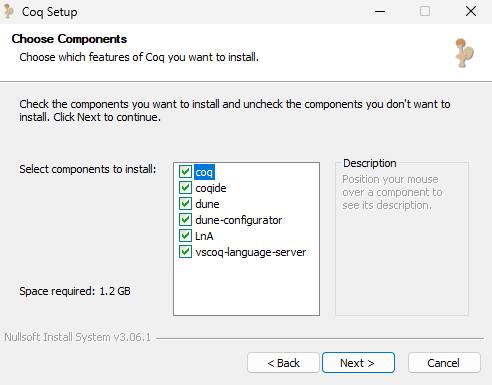 Coq Setup
Choose Components
Choose which features of Coq you want to install.
Check the components you want to install and uncheck the components you don't want to
install. Click Next to continue.
Select components to install:
coq
coqide
dune
dune-configurator
LnA
vscoq-language-server
Description
Position your mouse
over a component to
see its description.
Space required: 1.2 GB
Nullsoft Install System v3.06.1
< Back
Next >
Cancel